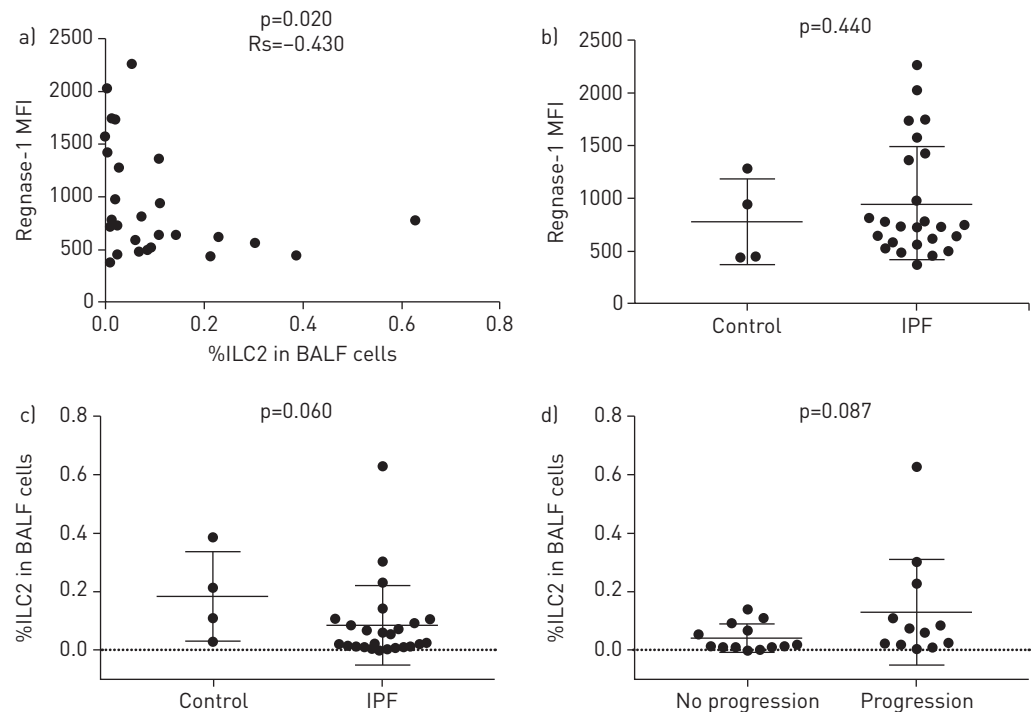 a)
p=0.020
Rs=–0.430
2500
2000
1500
1000
500
0
Regnase-1 MFI
0.0 0.2 0.4 0.6 0.8
%ILC2 in BALF cells
b)
p=0.440
2500
2000
1500
1000
500
0
Regnase-1 MFI
Control IPF
c)
p=0.060
0.8
0.6
0.4
0.2
0.0
%ILC2 in BALF cells
Control IPF
d)
p=0.087
0.8
0.6
0.4
0.2
0.0
%ILC2 in BALF cells
No progression Progression